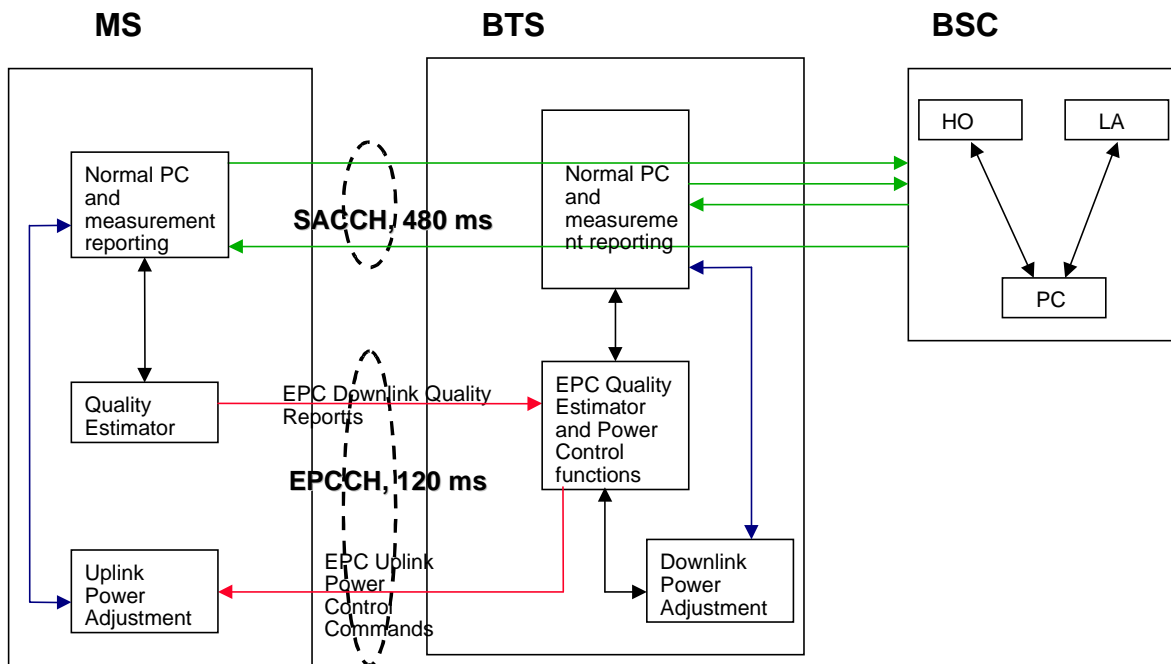 MS
BTS
BSC
HO
LA
Normal PC
and
measurement
reporting
Normal PC
and
measureme
nt reporting
SACCH, 480 ms
PC
Quality
Estimator
EPC Downlink Quality
Reportts
EPC Quality
Estimator
and Power
Control
functions
EPCCH, 120 ms
Uplink
Power
Adjustment
EPC Uplink
Power
Control
Commands
Downlink
Power
Adjustment